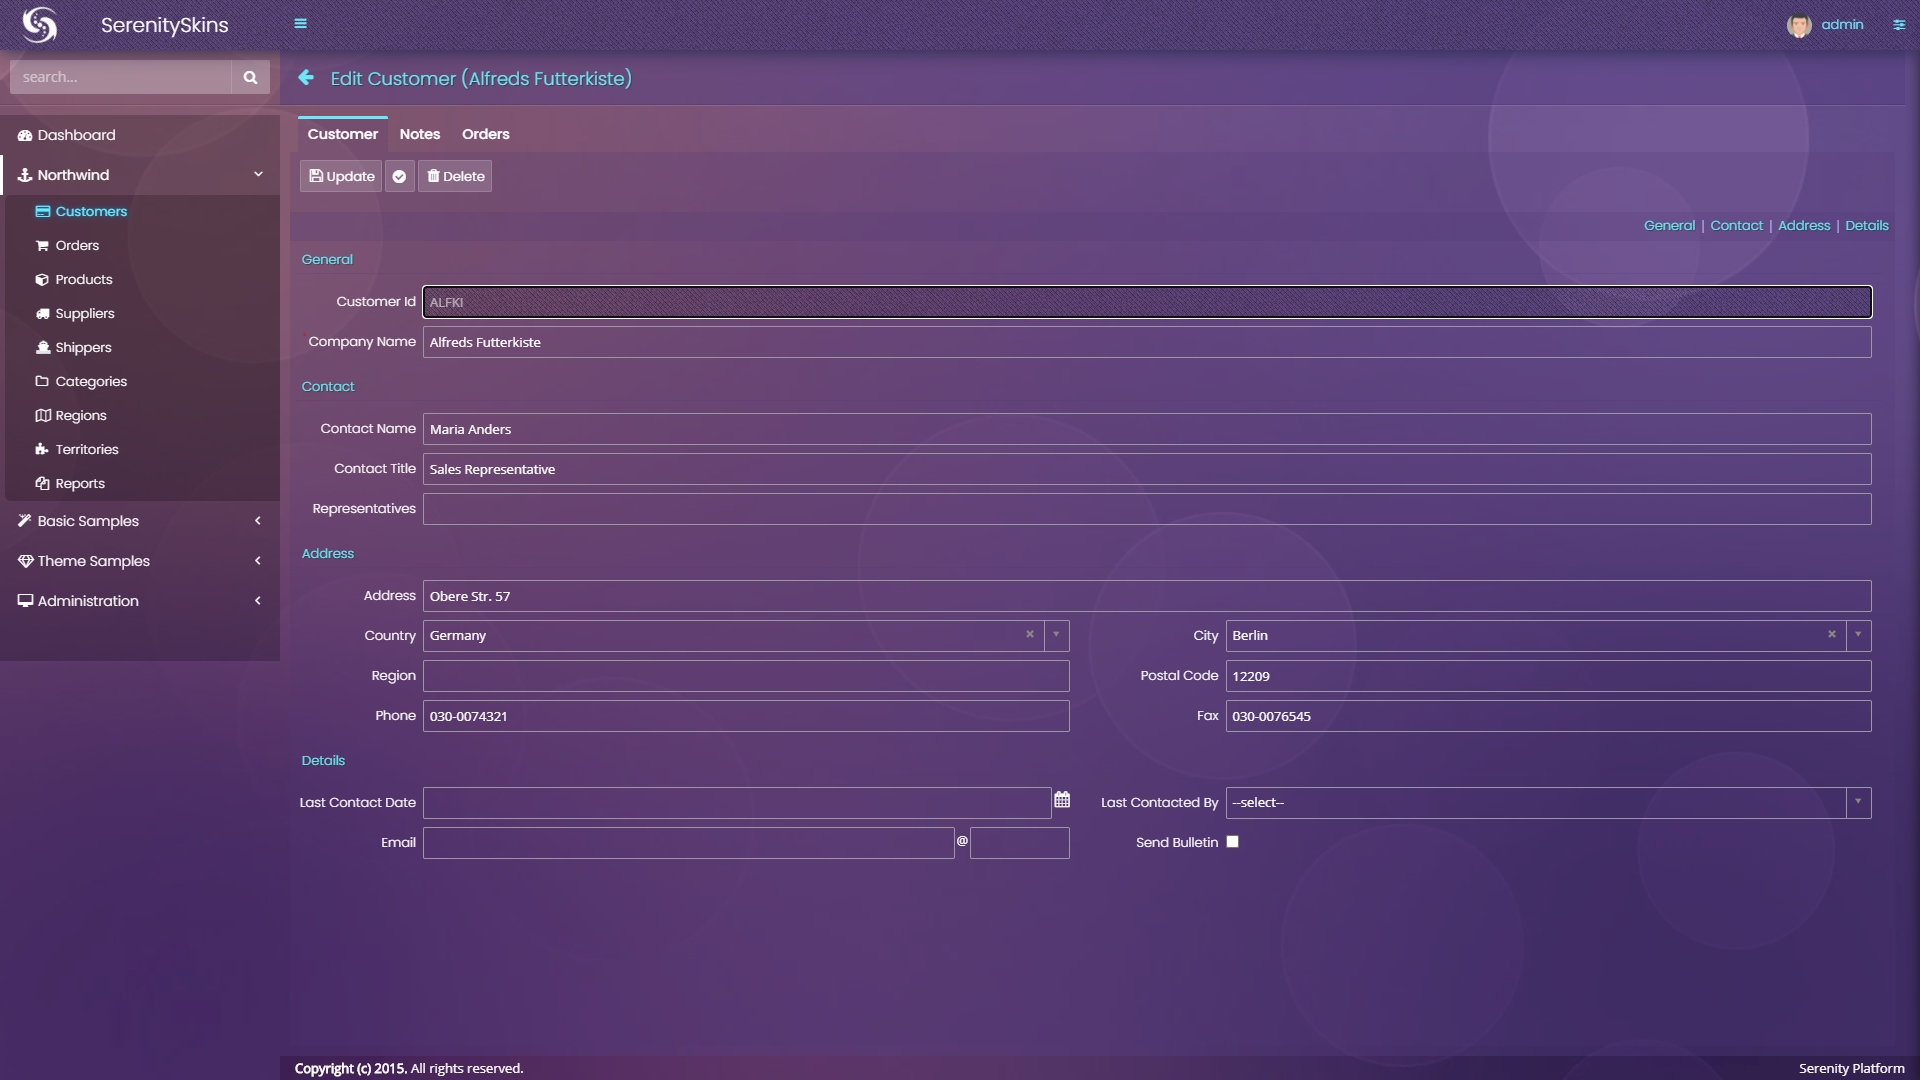 SerenitySkins
admin
search...
Edit Customer (Alfreds Futterkiste)
Dashboard
Northwind
Customers
Orders
Products
Suppliers
Shippers
Categories
Regions
Territories
Reports
Basic Samples
Theme Samples
Administration
Customer Notes Orders
Update Delete
General | Contact | Address | Details
General
Customer Id ALFKI
* Company Name Alfreds Futterkiste
Contact
Contact Name Maria Anders
Contact Title Sales Representative
Representatives
Address
Address Obere Str. 57
Country Germany City Berlin
Region Postal Code 12209
Phone 030-0074321 Fax 030-0076545
Details
Last Contact Date Last Contacted By --select--
Email @ Send Bulletin
Copyright (c) 2015. All rights reserved. Serenity Platform